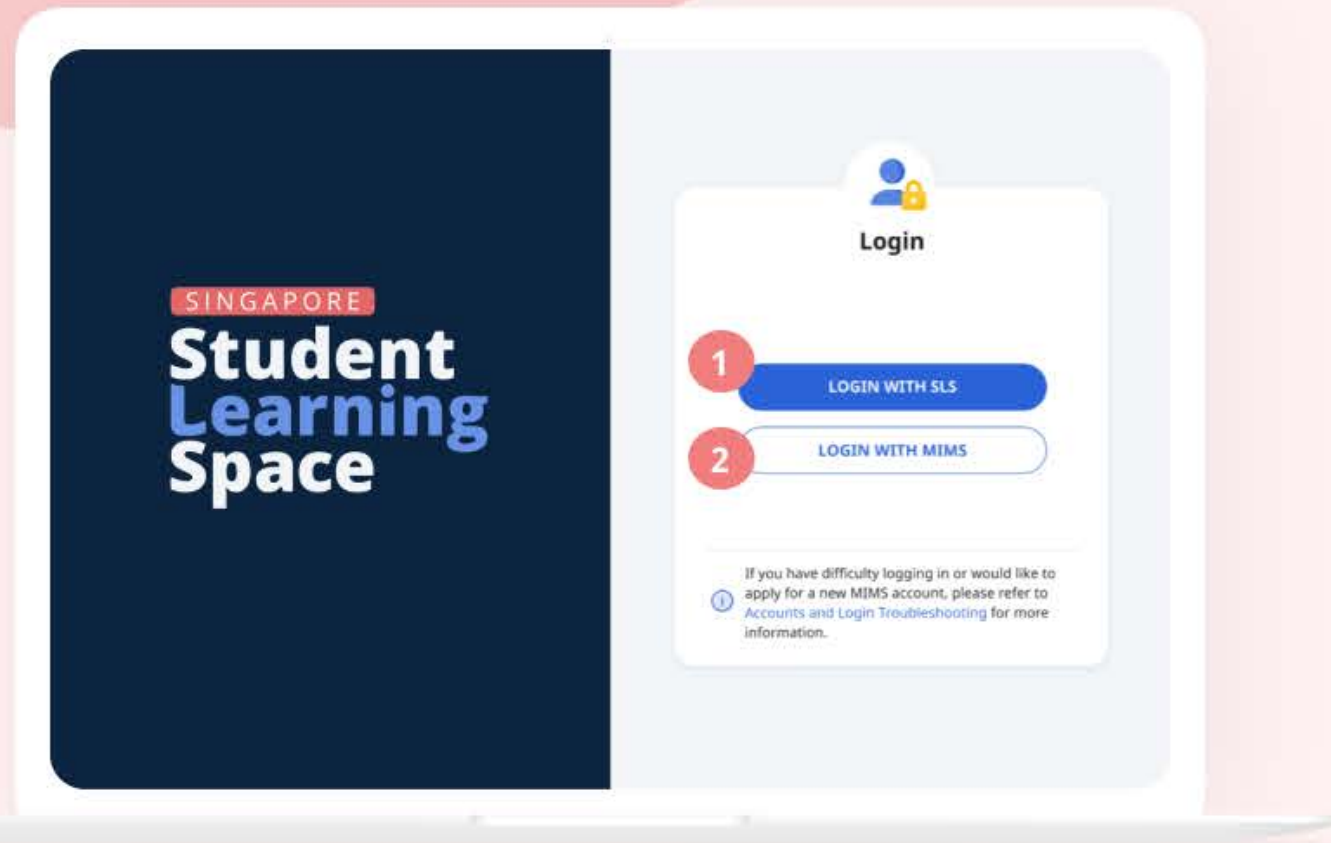 SINGAPORE
Student
Learning
Space
Login
1
LOGIN WITH SLS
2
LOGIN WITH MIMS
If you have difficulty logging in or would like to
apply for a new MIMS account, please refer to
Accounts and Login Troubleshooting for more
information.